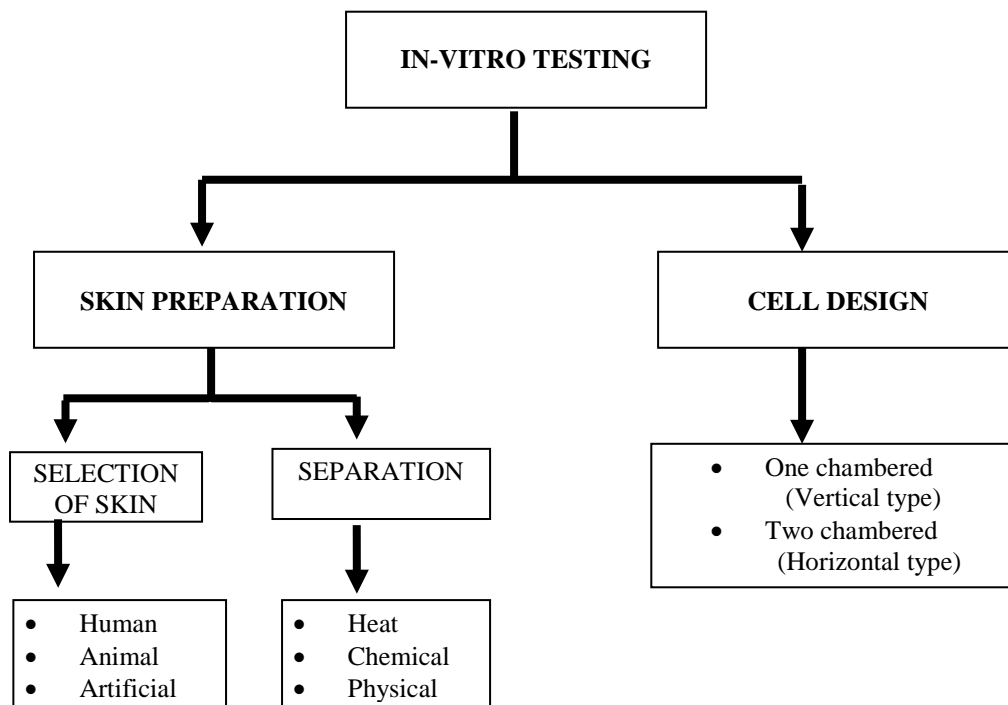 IN-VITRO TESTING
SKIN PREPARATION
CELL DESIGN
SELECTION
OF SKIN
SEPARATION
• One chambered
(Vertical type)
• Two chambered
(Horizontal type)
• Human
• Animal
• Artificial
• Heat
• Chemical
• Physical